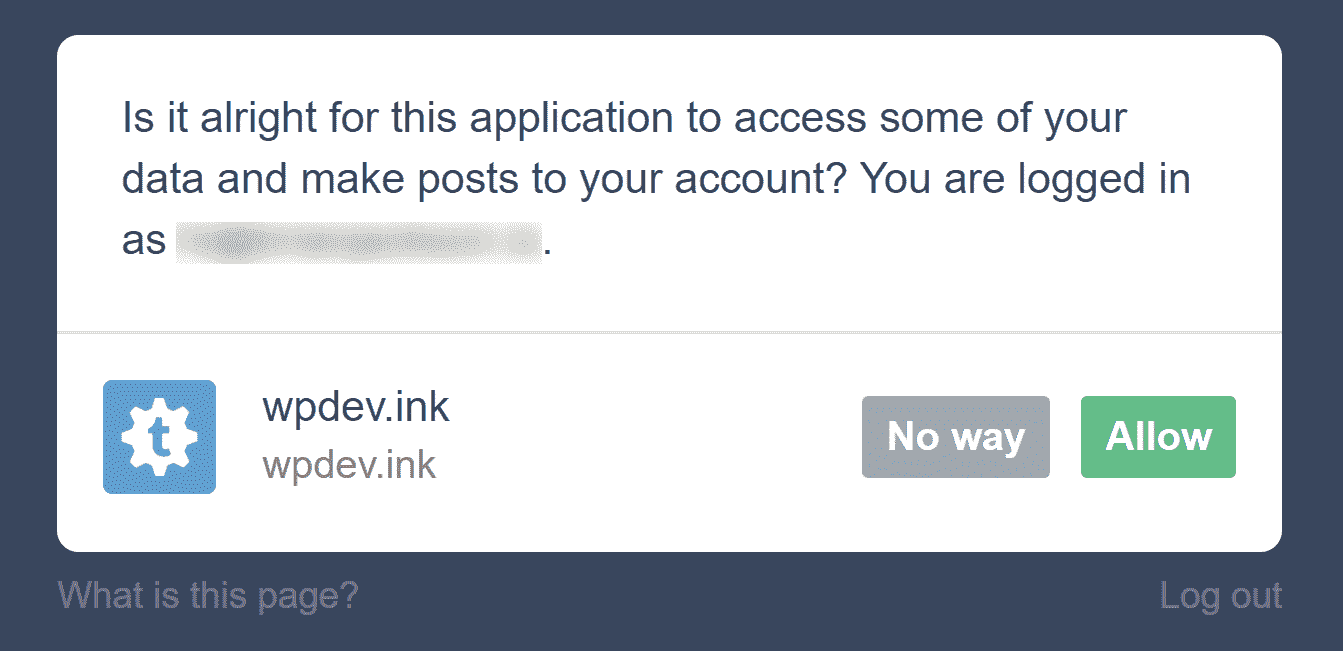 Is it alright for this application to access some of your
data and make posts to your account? You are logged in
as .
t
wpdev.ink
wpdev.ink
No way
Allow
What is this page?
Log out